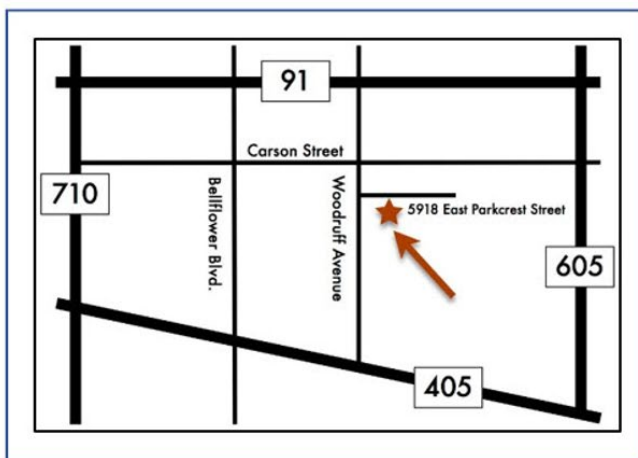 91
Carson Street
710
Bellflower Blvd.
Woodruff Avenue
5918 East Parkcrest Street
605
405